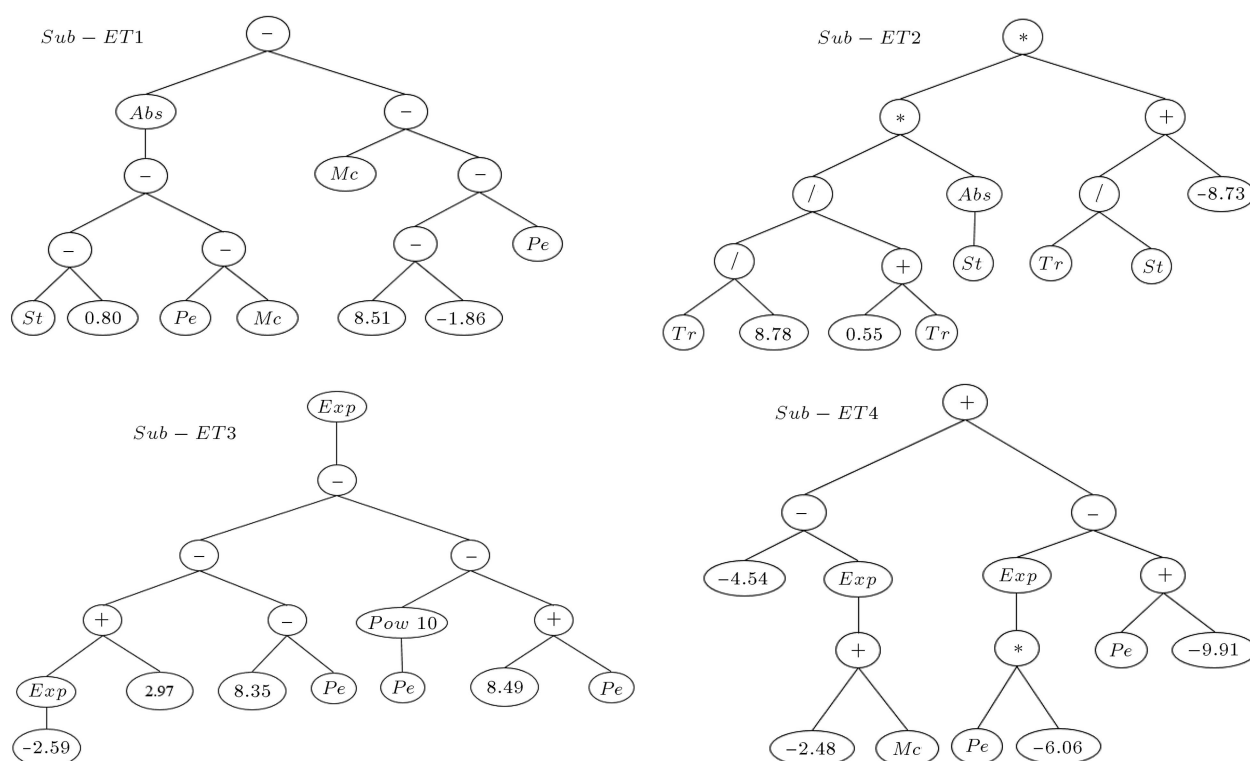 Sub – ET1
–
Abs
–
–
Mc
–
–
–
–
Pe
St
0.80
Pe
Mc
8.51
–1.86
Sub – ET2
*
*
+
/
Abs
/
–8.73
/
+
St
Tr
St
Tr
8.78
0.55
Tr
Sub – ET3
Exp
–
–
–
+
–
Pow 10
+
Exp
2.97
8.35
Pe
Pe
8.49
Pe
–2.59
Sub – ET4
+
–
–
–4.54
Exp
Exp
+
+
*
Pe
–9.91
–2.48
Mc
Pe
–6.06